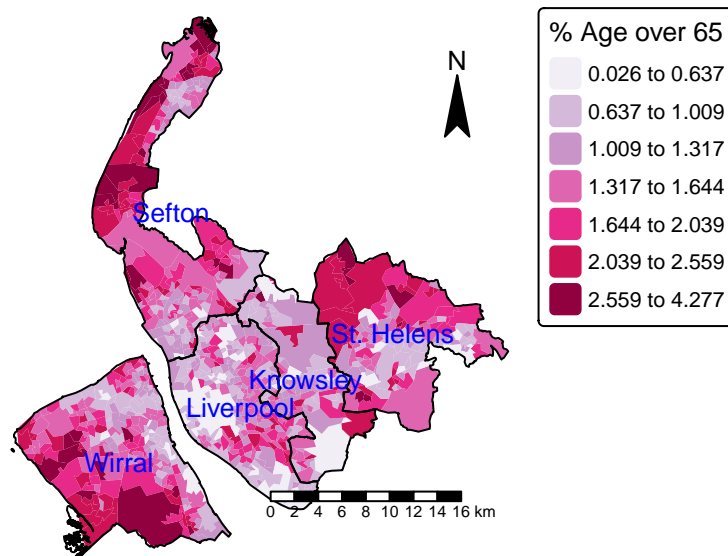 % Age over 65
0.026 to 0.637
0.637 to 1.009
1.009 to 1.317
1.317 to 1.644
1.644 to 2.039
2.039 to 2.559
2.559 to 4.277
N
Sefton
St. Helens
Knowsley
Liverpool
Wirral
0 2 4 6 8 10 12 14 16 km